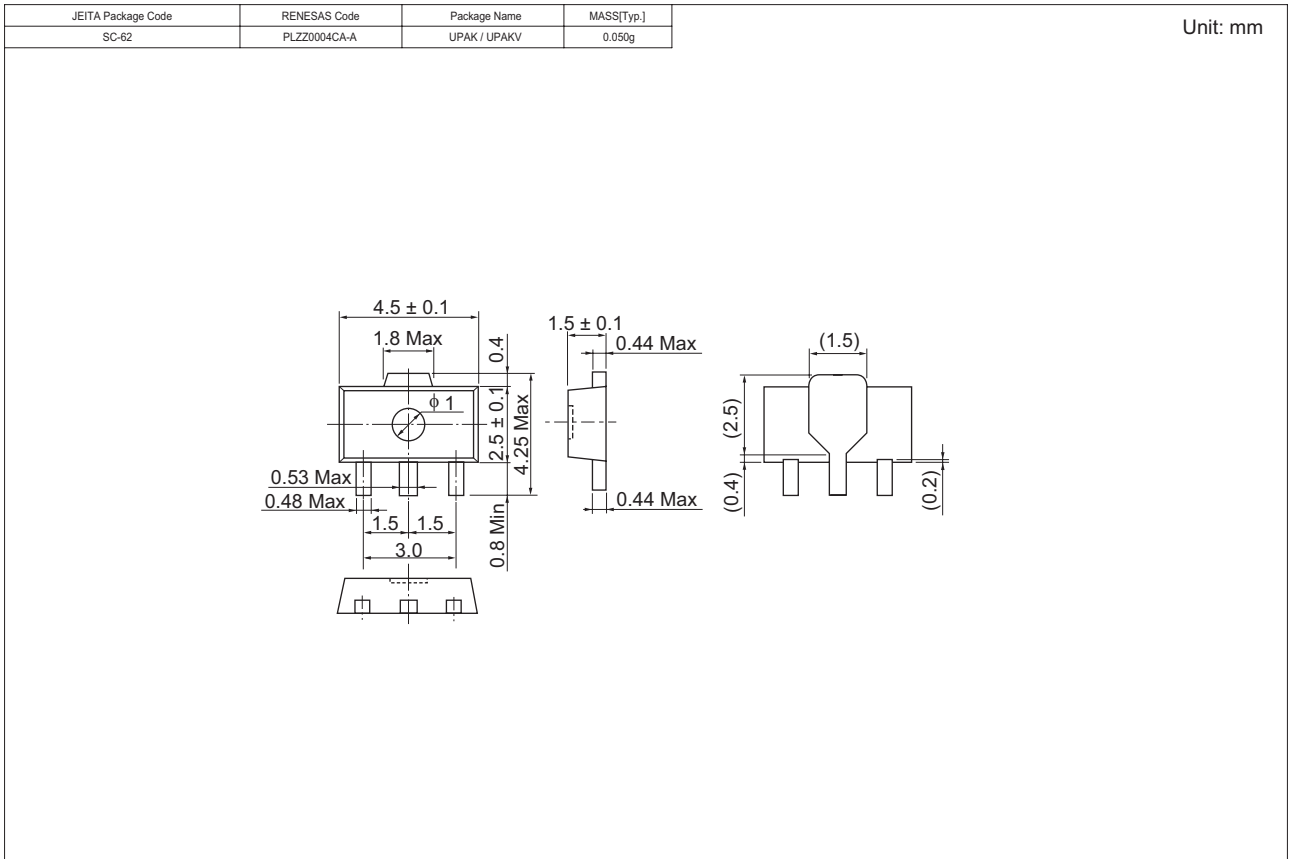 JEITA Package Code RENESAS Code Package Name MASS[Typ.]
SC-62 PLZZ0004CA-A UPAK / UPAKV 0.050g
Unit: mm
4.5 ± 0.1
1.8 Max
0.4
ϕ 1
2.5 ± 0.1
4.25 Max
0.53 Max
0.48 Max
1.5 1.5
3.0
0.8 Min
1.5 ± 0.1
0.44 Max
0.44 Max
(1.5)
(2.5)
(0.4)
(0.2)